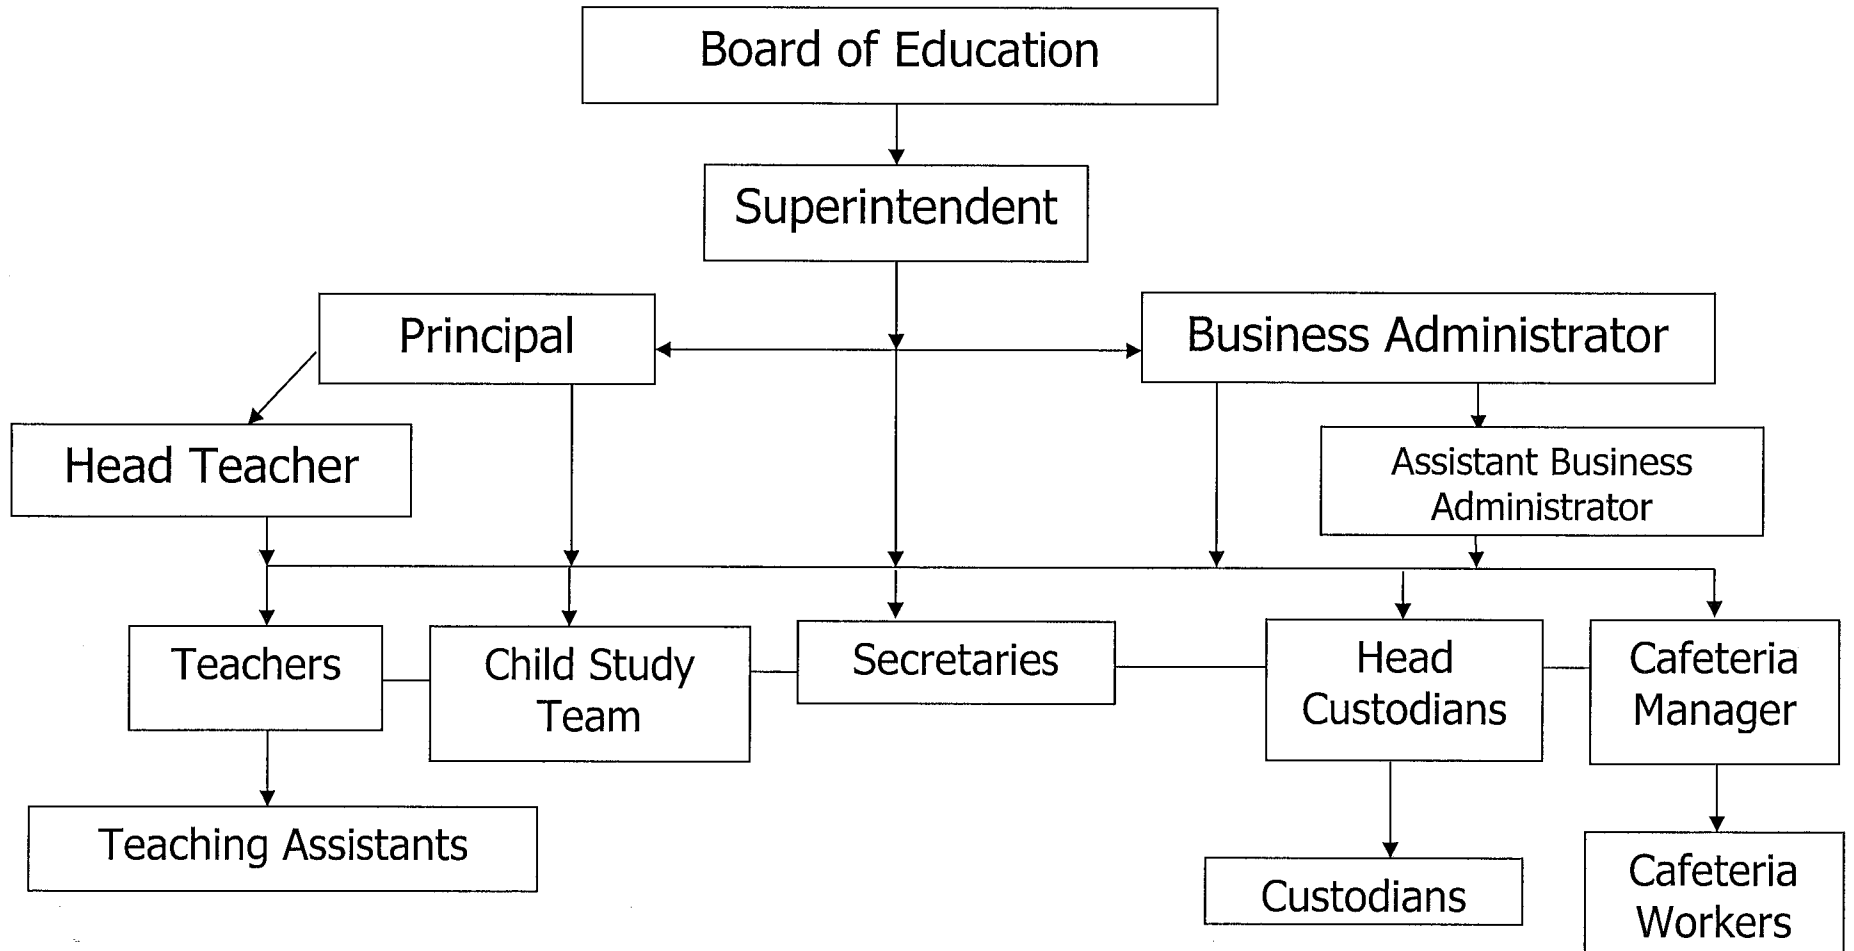 Board of Education
Superintendent
Principal
Business Administrator
Head Teacher
Assistant Business
Administrator
Teachers
Child Study
Team
Secretaries
Head
Custodians
Cafeteria
Manager
Teaching Assistants
Custodians
Cafeteria
Workers